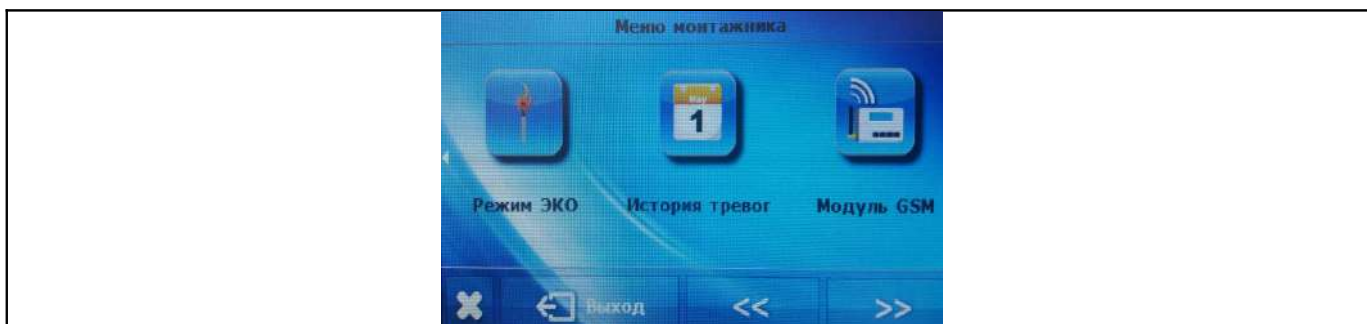 Меню монтажника
May
1
Режим ЭКО
История тревог
Модуль GSM
Выход
<<
>>